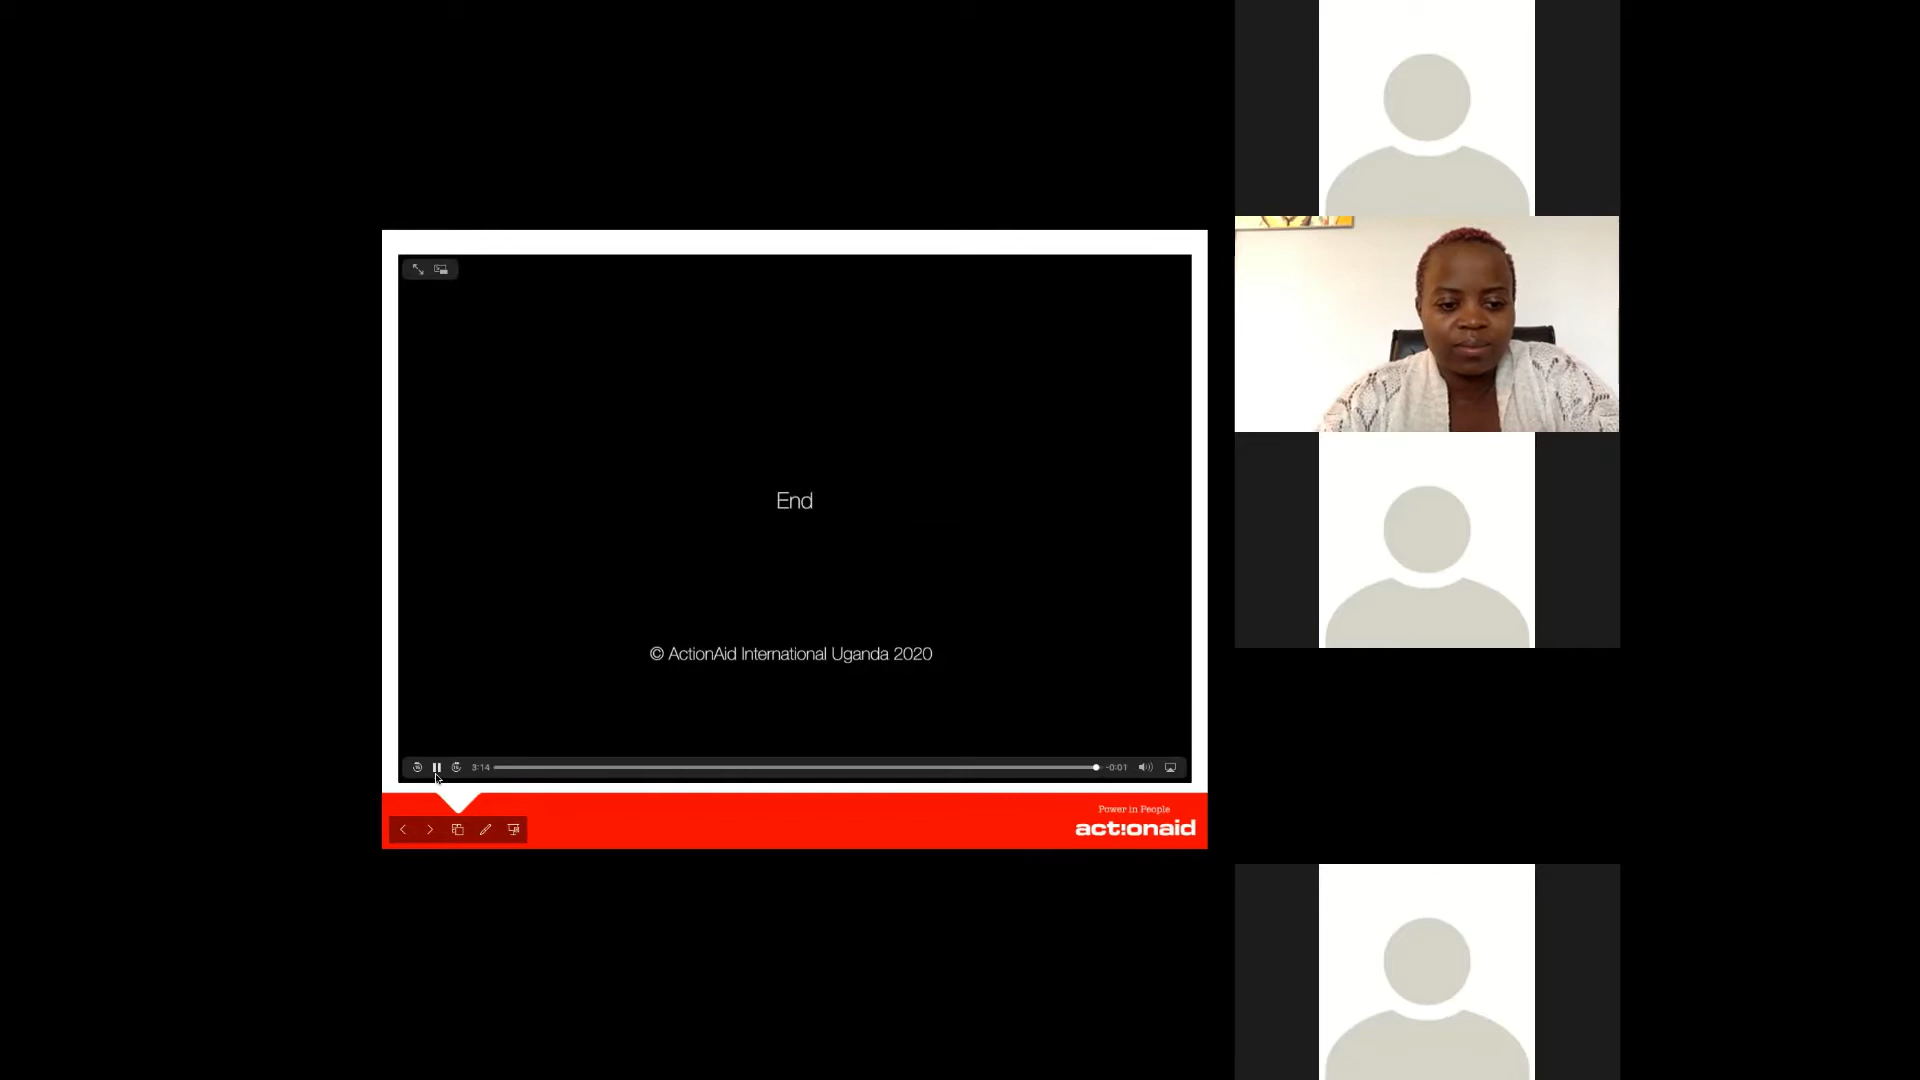 End
© ActionAid International Uganda 2020
3:14
-0:01
Power in People
act!onaid